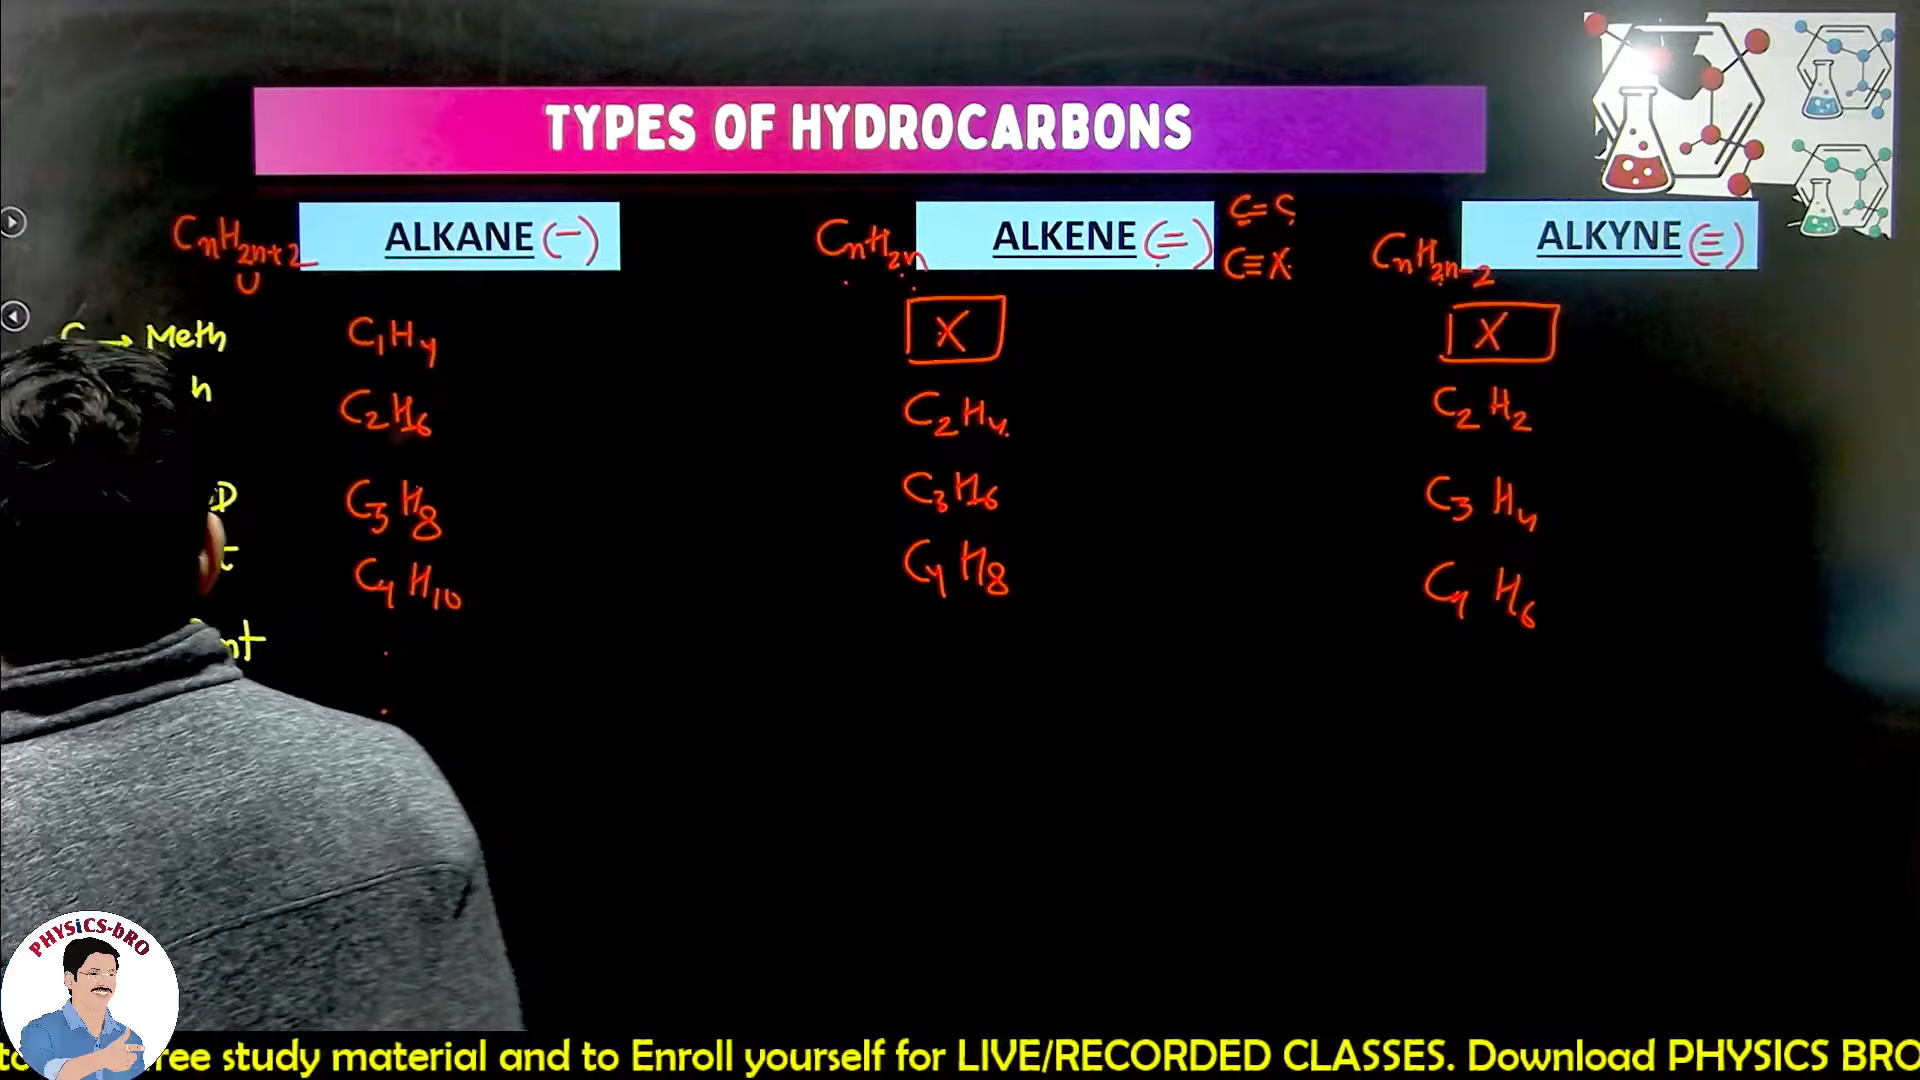 TYPES OF HYDROCARBONS
CnH2n+2 ALKANE (−) CnH2n ALKENE (=) C=C CnH2n-2 ALKYNE (≡)
C≡X
→ Meth C1H4 X X
h C2H6 C2H4 C2H2
C3H8 C3H6 C3H4
C4H10 C4H8 C4H6
nt
PHYSiCS-bRO
ree study material and to Enroll yourself for LIVE/RECORDED CLASSES. Download PHYSICS BRO